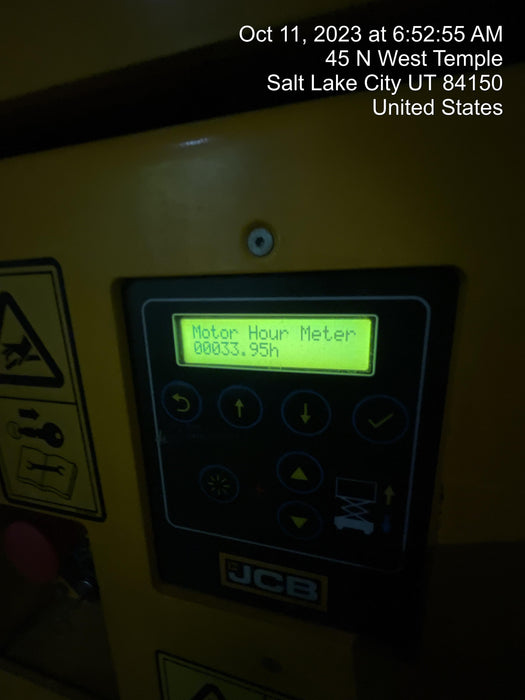 Oct 11, 2023 at 6:52:55 AM
45 N West Temple
Salt Lake City UT 84150
United States
Motor Hour Meter
00033.95h
JCB